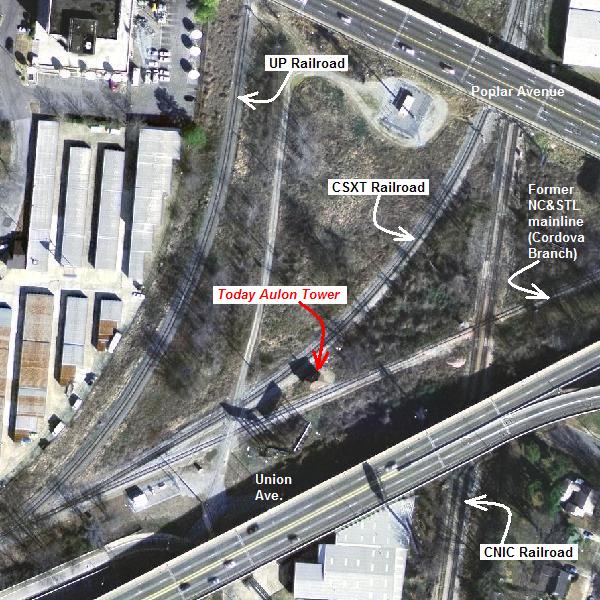 UP Railroad
Poplar Avenue
CSXT Railroad
Former
NC&STL
mainline
(Cordova
Branch)
Today Aulon Tower
Union
Ave.
CNIC Railroad